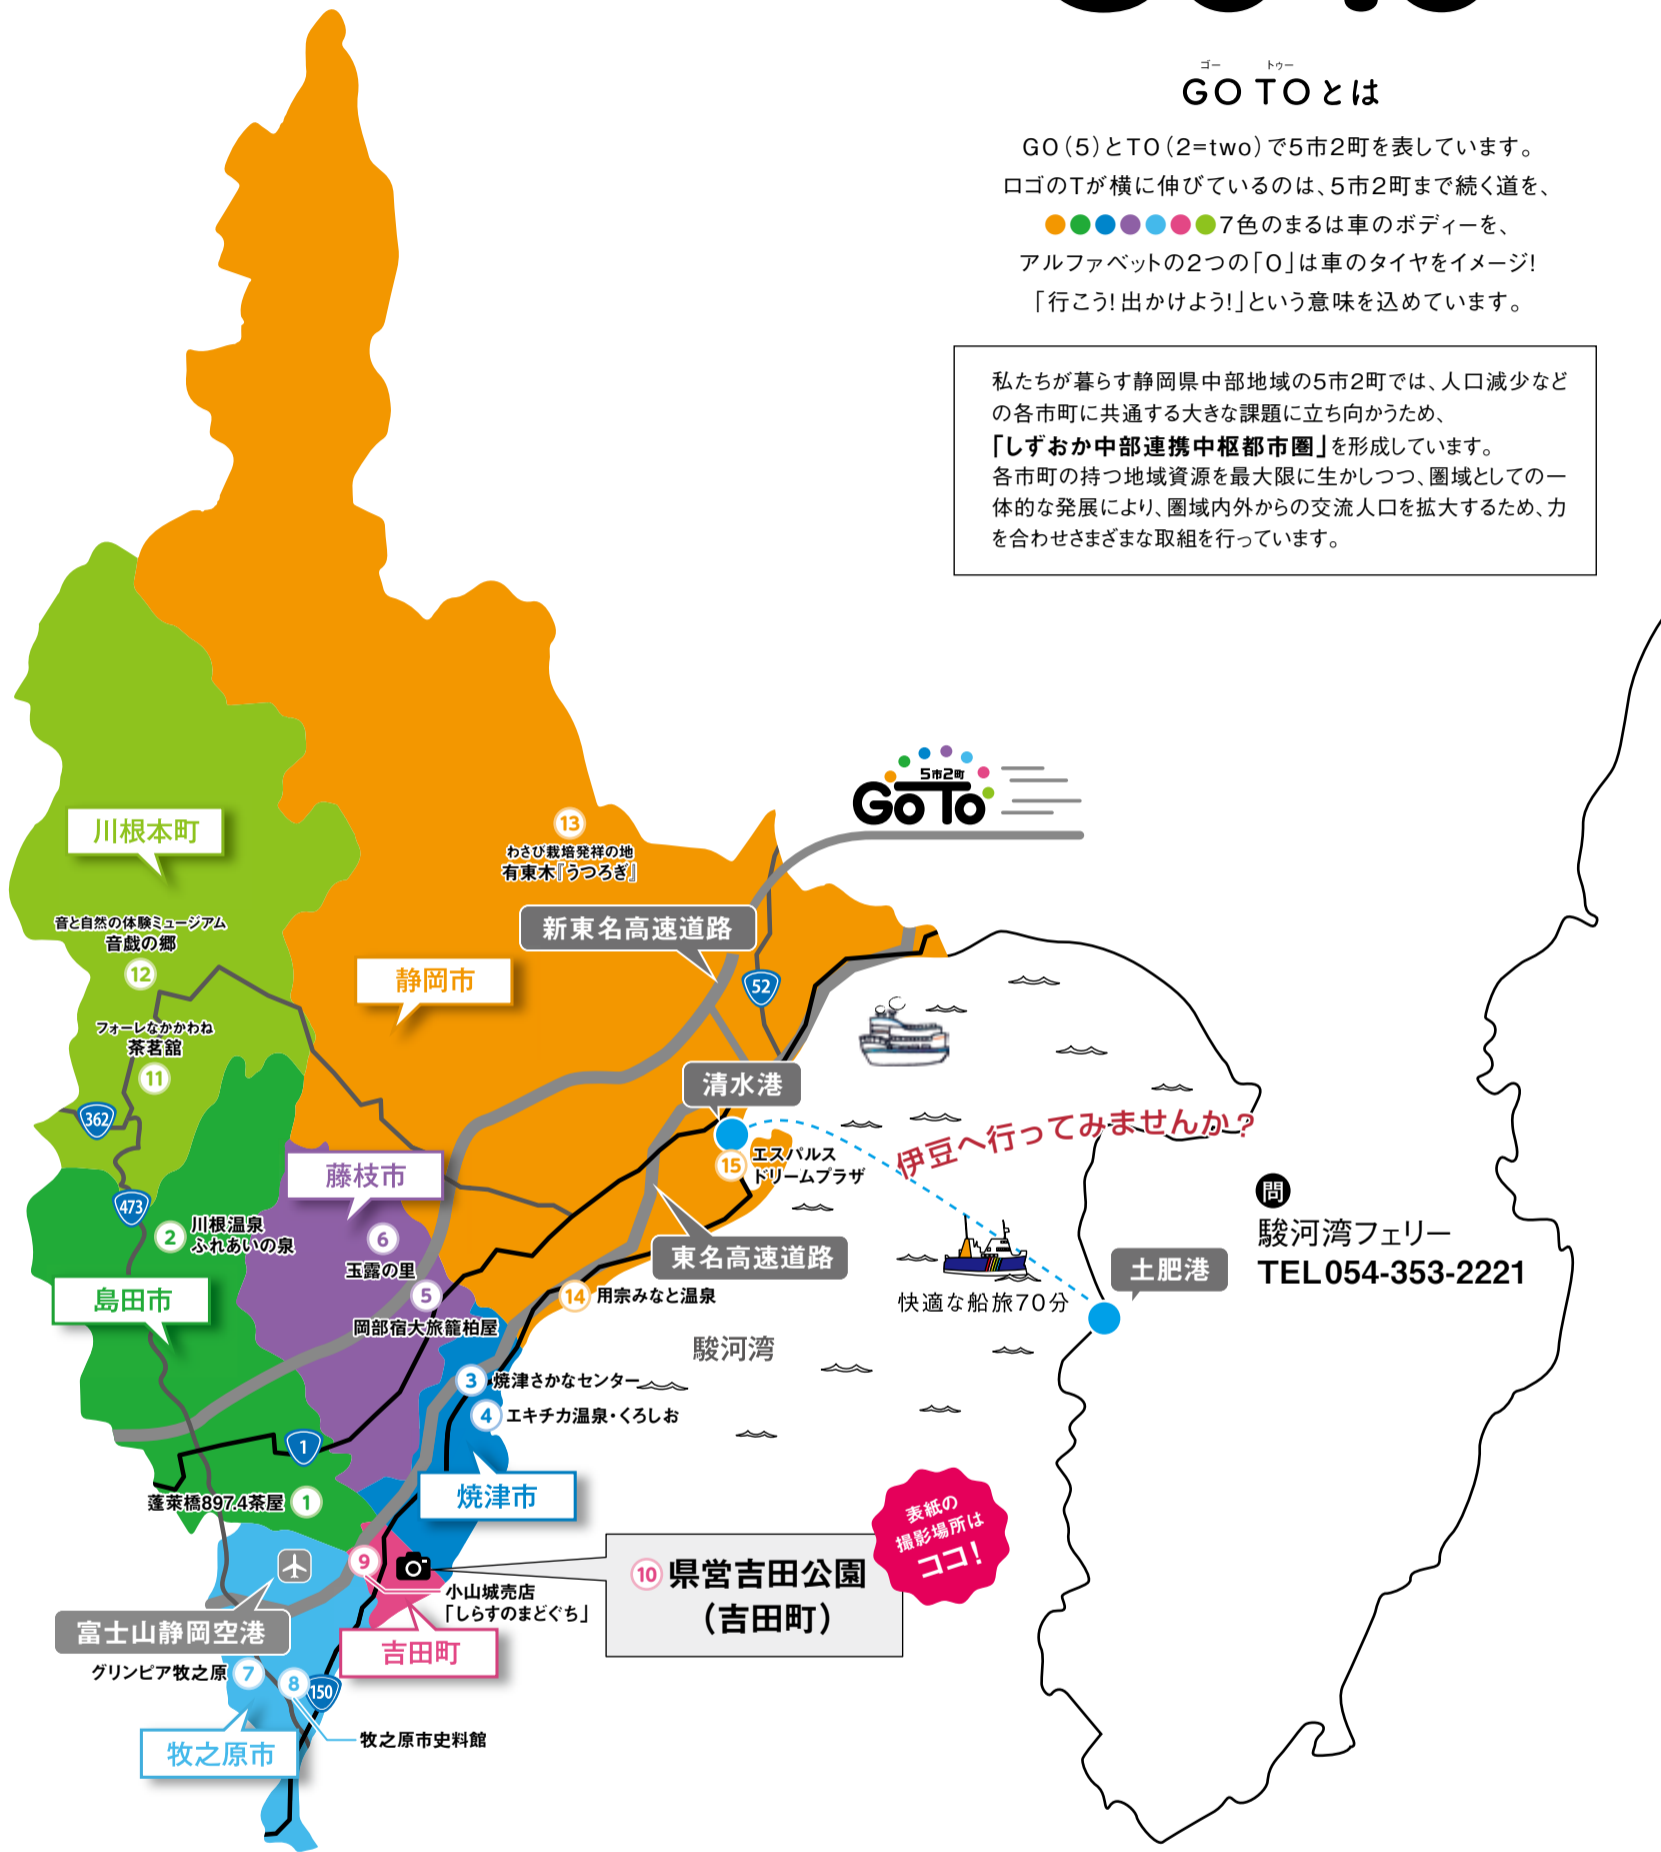 ゴー トゥー
GO TOとは
GO(5)とTO(2=two)で5市2町を表しています。
ロゴのTが横に伸びているのは、5市2町まで続く道を、
7色のまるは車のボディーを、
アルファベットの2つの「O」は車のタイヤをイメージ!
「行こう!出かけよう!」という意味を込めています。
私たちが暮らす静岡県中部地域の5市2町では、人口減少など
の各市町に共通する大きな課題に立ち向かうため、
「しずおか中部連携中枢都市圏」を形成しています。
各市町の持つ地域資源を最大限に生かしつつ、圏域としての一
体的な発展により、圏域内外からの交流人口を拡大するため、力
を合わせさまざまな取組を行っています。
5市2町
GoTo
川根本町
13
わさび栽培発祥の地
有東木『うつろぎ』
音と自然の体験ミュージアム
音戯の郷
12
新東名高速道路
静岡市
52
フォーレなかかわね
茶茗舘
11
清水港
362
伊豆へ行ってみませんか?
15
エスパルス
ドリームプラザ
藤枝市
473
2
川根温泉
ふれあいの泉
6
玉露の里
問
駿河湾フェリー
TEL054-353-2221
東名高速道路
土肥港
島田市
5
岡部宿大旅籠柏屋
14 用宗みなと温泉
快適な船旅70分
駿河湾
3 焼津さかなセンター
4 エキチカ温泉・くろしお
1
焼津市
蓬莱橋897.4茶屋 1
表紙の
撮影場所は
ココ!
9
小山城売店
「しらすのまどぐち」
10 県営吉田公園
(吉田町)
富士山静岡空港
吉田町
グリンピア牧之原 7
8
150
牧之原市史料館
牧之原市